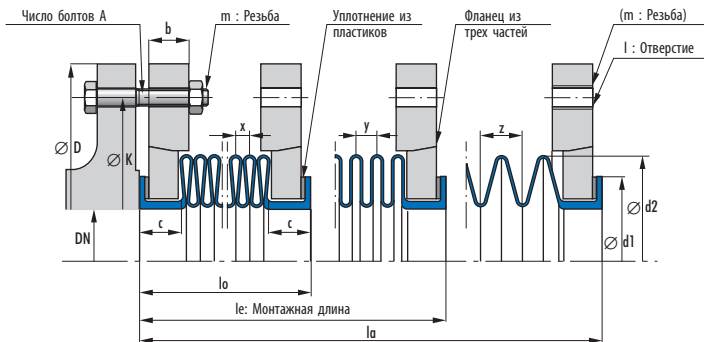 Число болтов A
b
m : Резьба
Уплотнение из
пластиков
Фланец из
трех частей
(m : Резьба)
l : Отверстие
∅ D
∅ K
x
y
z
DN
c
c
∅ d2
∅ d1
lo
le: Монтажная длина
la